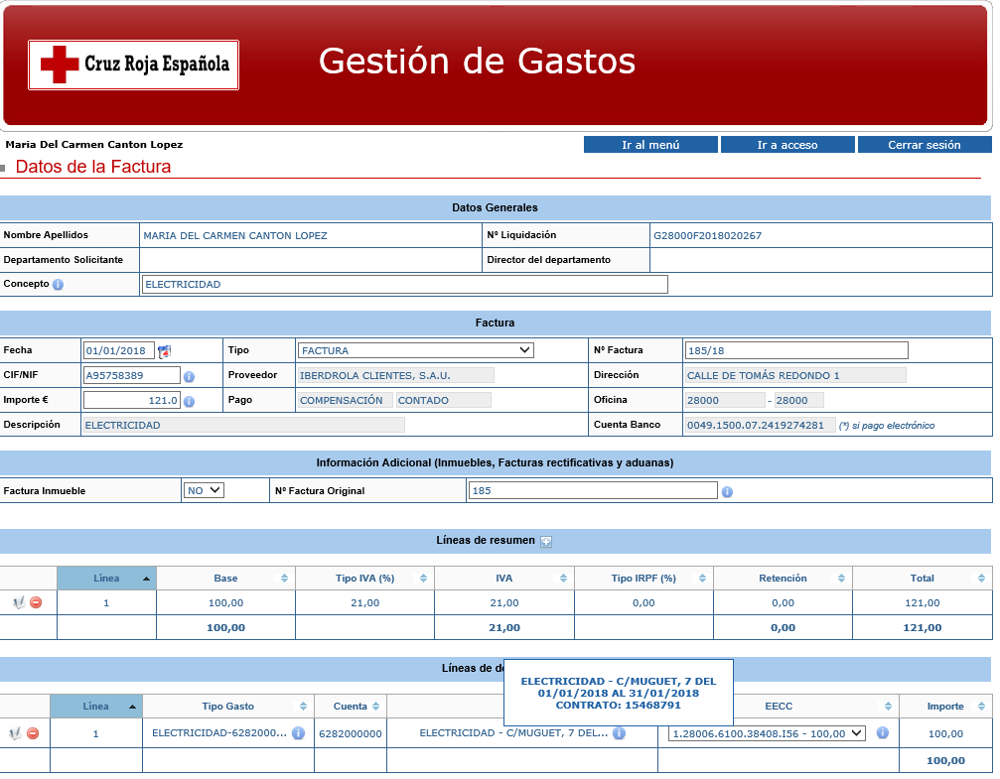 Cruz Roja Española
Gestión de Gastos
Maria Del Carmen Canton Lopez
Ir al menú Ir a acceso Cerrar sesión
Datos de la Factura
Datos Generales
Nombre Apellidos MARIA DEL CARMEN CANTON LOPEZ Nº Liquidación G28000F2018020267
Departamento Solicitante Director del departamento
Concepto ELECTRICIDAD
Factura
Fecha 01/01/2018 Tipo FACTURA Nº Factura 185/18
CIF/NIF A95758389 Proveedor IBERDROLA CLIENTES, S.A.U. Dirección CALLE DE TOMÁS REDONDO 1
Importe € 121.0 Pago COMPENSACIÓN CONTADO Oficina 28000 - 28000
Descripción ELECTRICIDAD Cuenta Banco 0049.1500.07.2419274281 (*) si pago electrónico
Información Adicional (Inmuebles, Facturas rectificativas y aduanas)
Factura Inmueble NO Nº Factura Original 185
Líneas de resumen
Línea Base Tipo IVA (%) IVA Tipo IRPF (%) Retención Total
1 100,00 21,00 21,00 0,00 0,00 121,00
100,00 21,00 0,00 121,00
Líneas de de
ELECTRICIDAD - C/MUGUET, 7 DEL
01/01/2018 AL 31/01/2018
CONTRATO: 15468791
Línea Tipo Gasto Cuenta EECC Importe
1 ELECTRICIDAD-6282000... 6282000000 ELECTRICIDAD - C/MUGUET, 7 DEL... 1.28006.6100.38408.I56 - 100,00 100,00
100,00